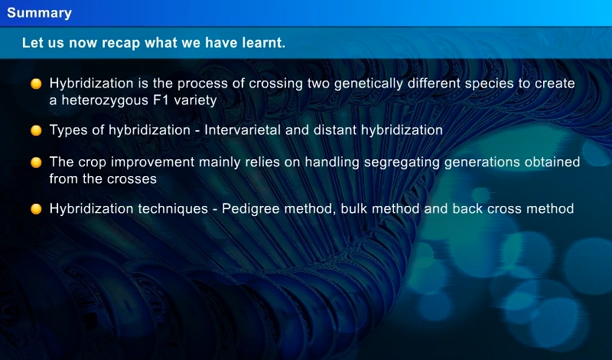 Summary
Let us now recap what we have learnt.
Hybridization is the process of crossing two genetically different species to create
a heterozygous F1 variety
Types of hybridization - Intervarietal and distant hybridization
The crop improvement mainly relies on handling segregating generations obtained
from the crosses
Hybridization techniques - Pedigree method, bulk method and back cross method